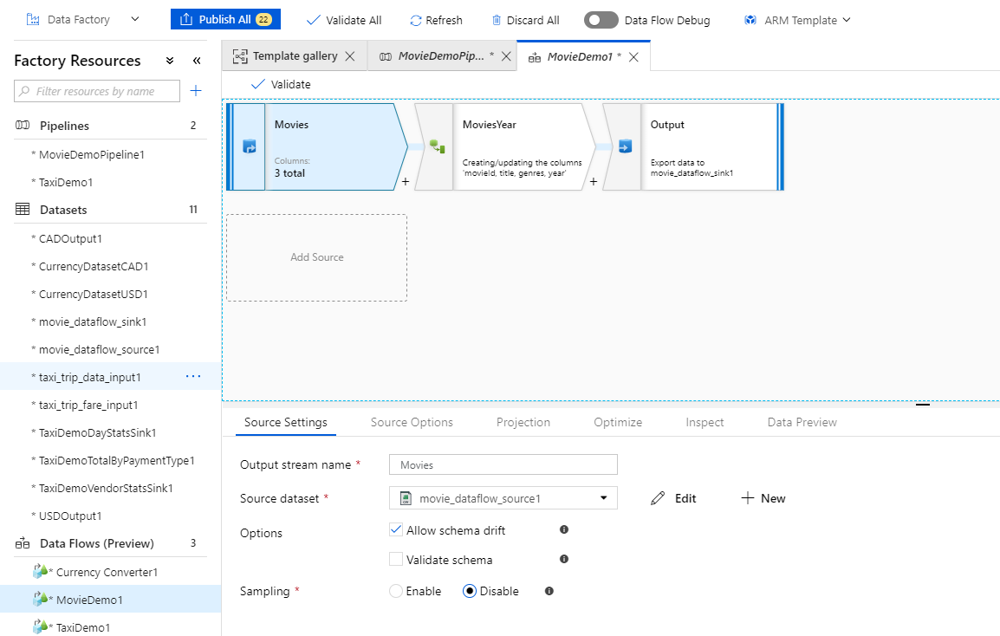 Data Factory
Publish All 22
Validate All
Refresh
Discard All
Data Flow Debug
ARM Template
Factory Resources
Filter resources by name
Pipelines 2
* MovieDemoPipeline1
* TaxiDemo1
Datasets 11
* CADOutput1
* CurrencyDatasetCAD1
* CurrencyDatasetUSD1
* movie_dataflow_sink1
* movie_dataflow_source1
* taxi_trip_data_input1 ...
* taxi_trip_fare_input1
* TaxiDemoDayStatsSink1
* TaxiDemoTotalByPaymentType1
* TaxiDemoVendorStatsSink1
* USDOutput1
Data Flows (Preview) 3
* Currency Converter1
* MovieDemo1
* TaxiDemo1
Template gallery
MovieDemoPip... *
MovieDemo1 *
Validate
Movies
Columns:
3 total
+
MoviesYear
Creating/updating the columns
'movieId, title, genres, year'
+
Output
Export data to
movie_dataflow_sink1
Add Source
Source Settings
Source Options
Projection
Optimize
Inspect
Data Preview
Output stream name * Movies
Source dataset * movie_dataflow_source1 Edit New
Options Allow schema drift
Validate schema
Sampling * Enable Disable